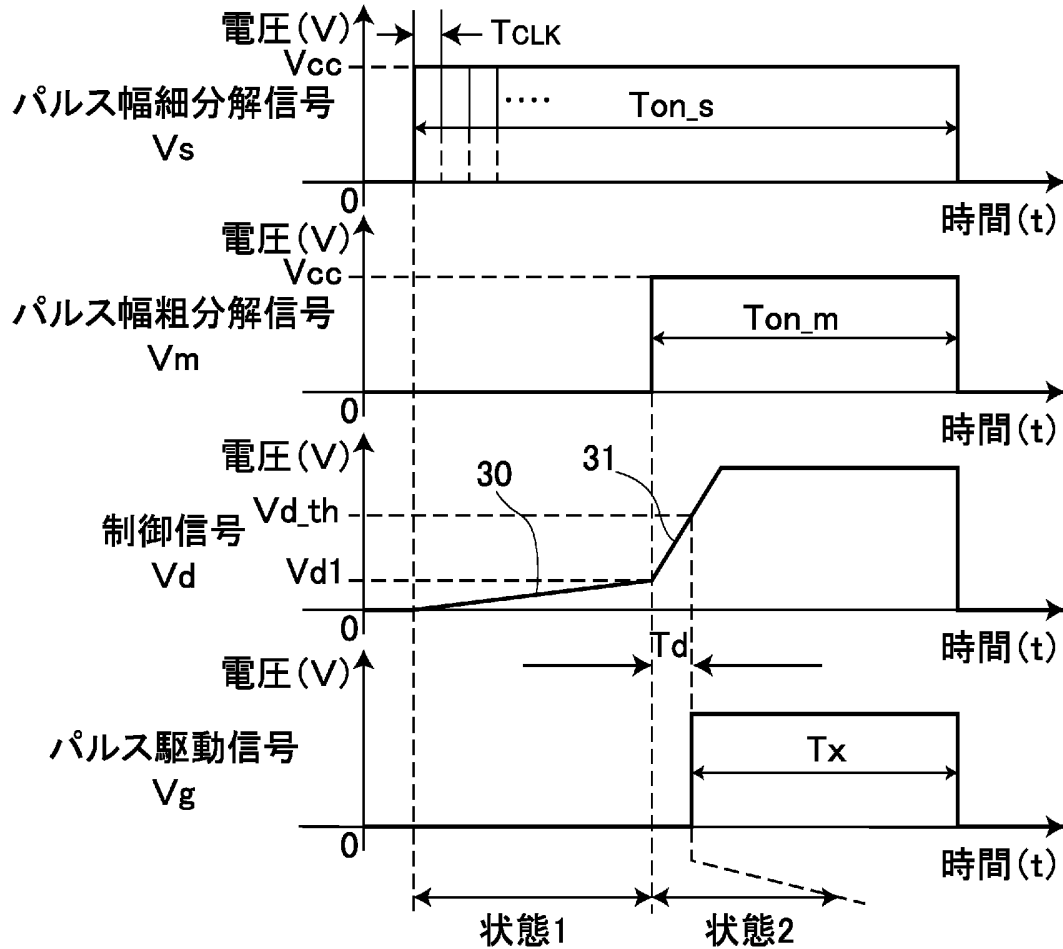 電圧(V)
TCLK
Vcc
パルス幅細分解信号
Vs
‥‥
Ton_s
0
時間(t)
電圧(V)
Vcc
パルス幅粗分解信号
Vm
Ton_m
0
時間(t)
電圧(V)
30
31
Vd_th
制御信号
Vd
Vd1
0
時間(t)
Td
電圧(V)
パルス駆動信号
Vg
Tx
0
時間(t)
状態1
状態2